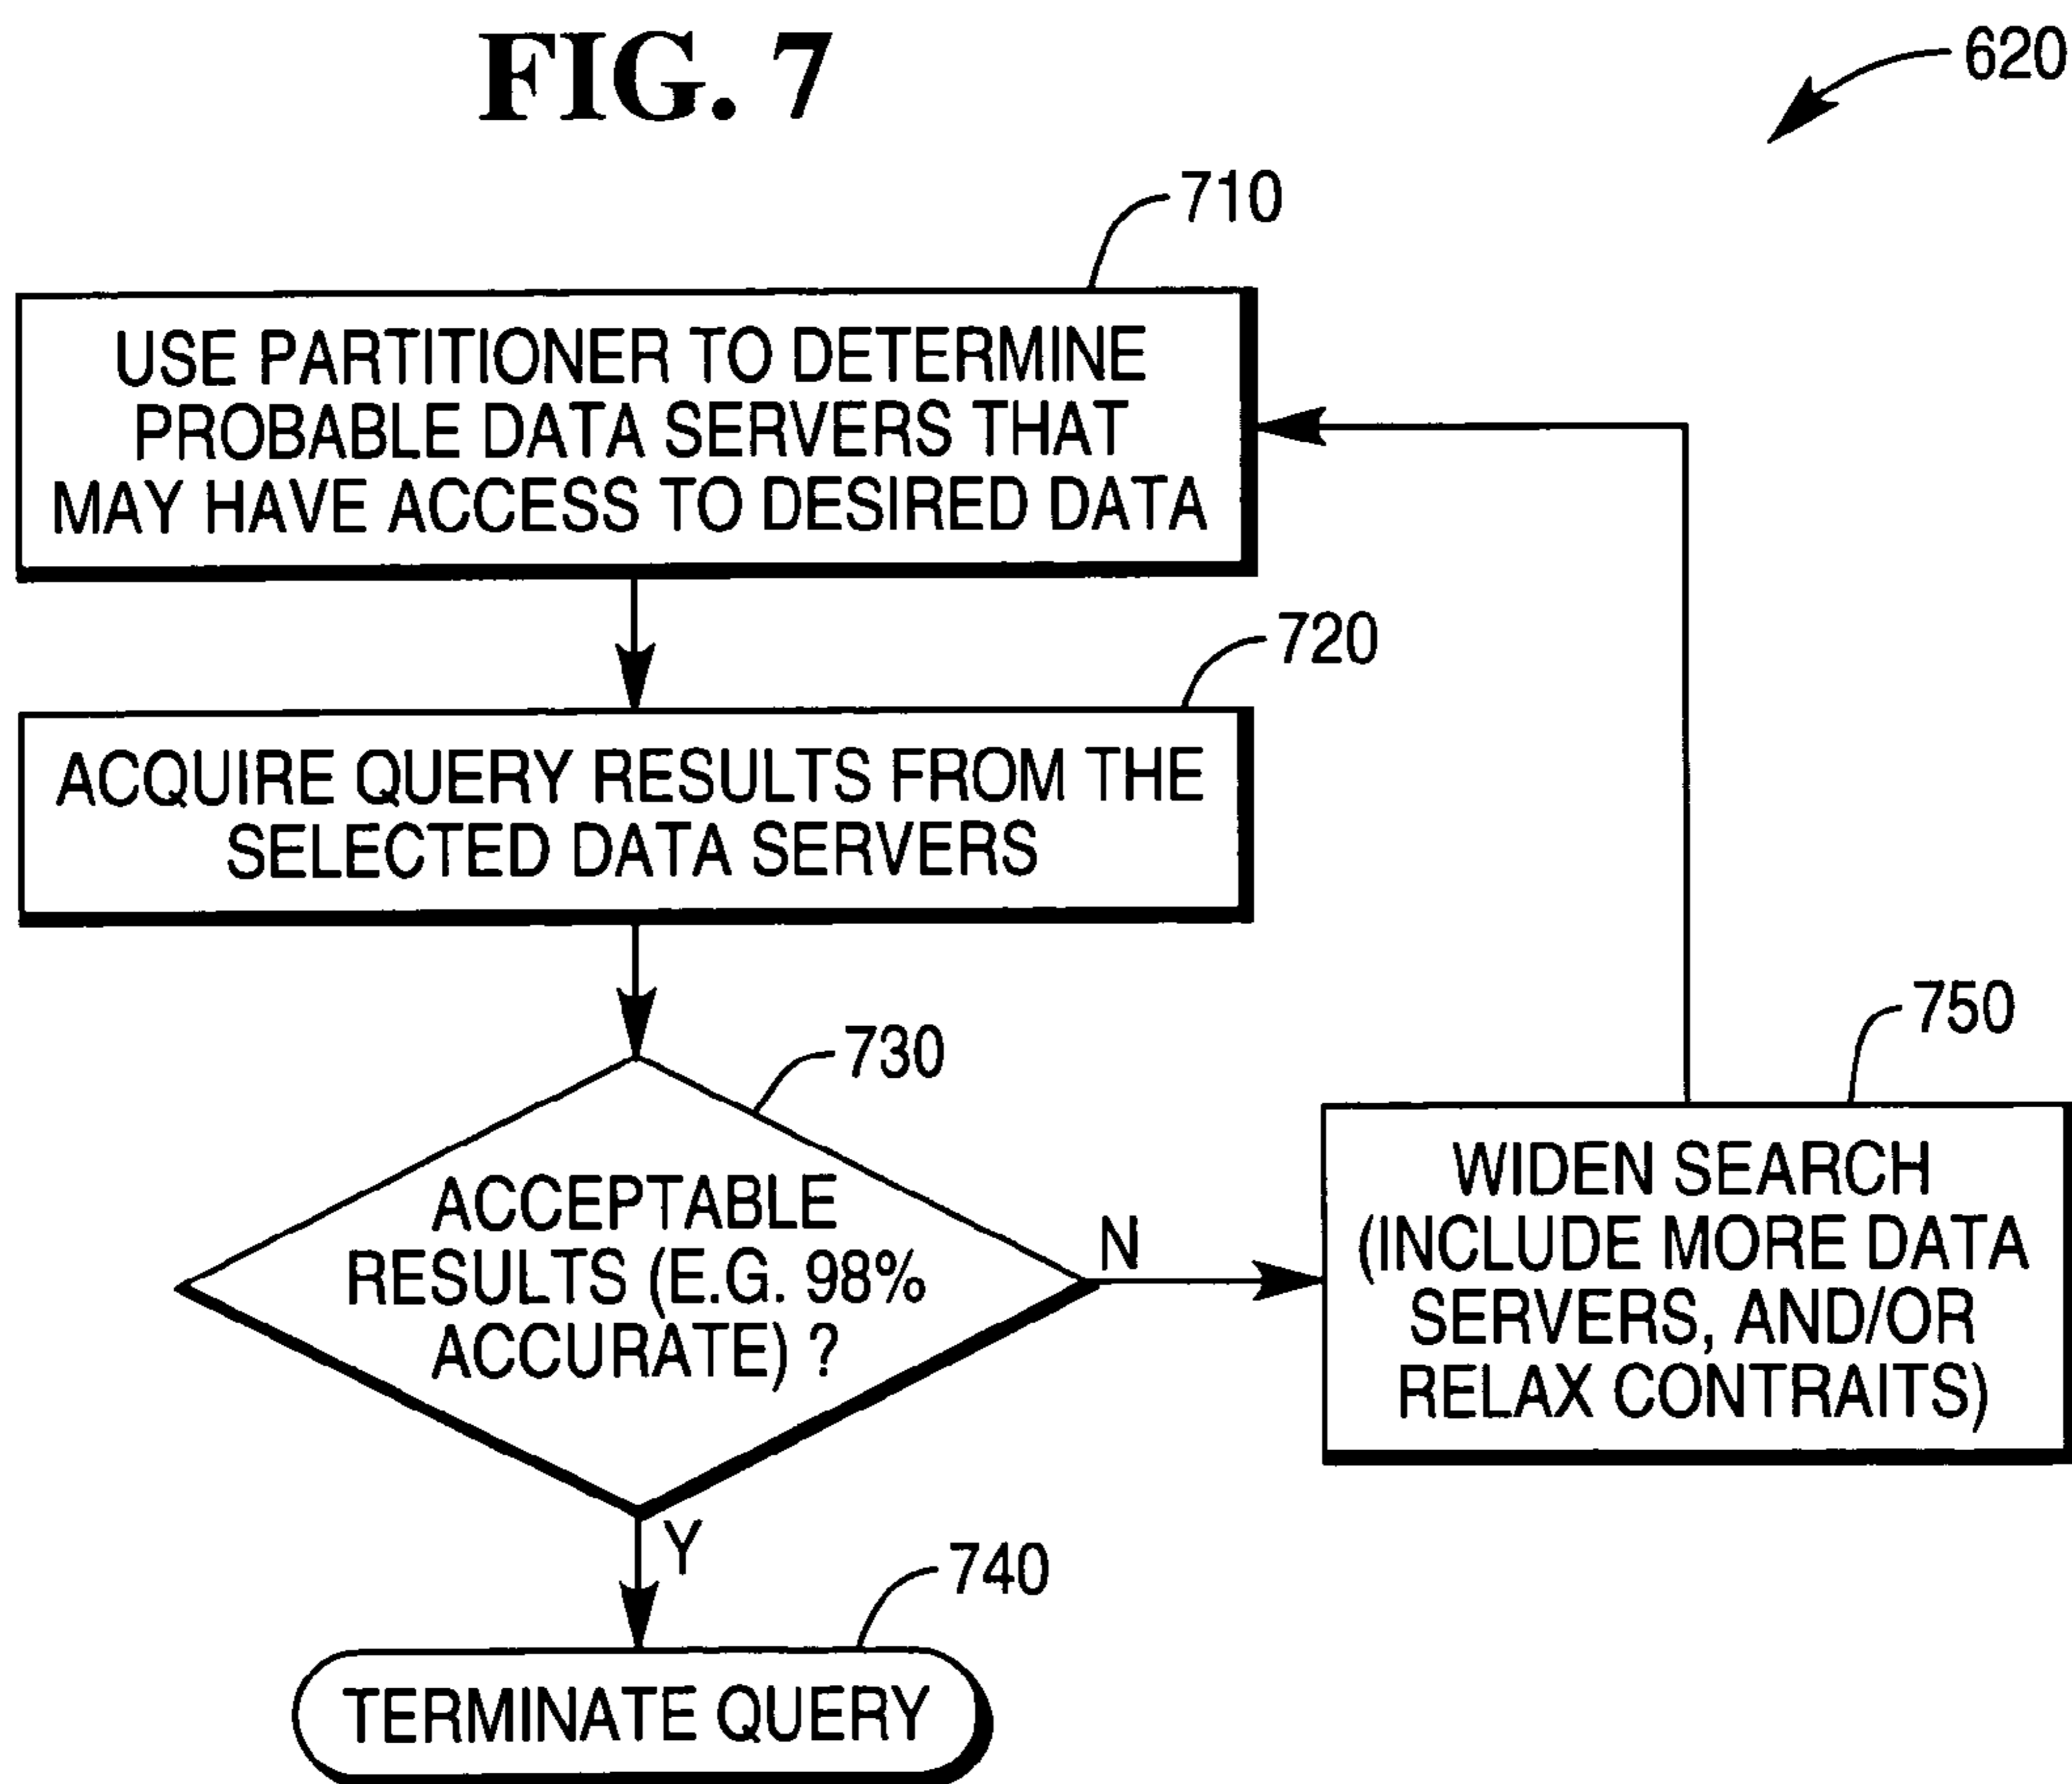 FIG. 7
620
710
USE PARTITIONER TO DETERMINE
PROBABLE DATA SERVERS THAT
MAY HAVE ACCESS TO DESIRED DATA
720
ACQUIRE QUERY RESULTS FROM THE
SELECTED DATA SERVERS
730
ACCEPTABLE
RESULTS (E.G. 98%
ACCURATE) ?
N
750
WIDEN SEARCH
(INCLUDE MORE DATA
SERVERS, AND/OR
RELAX CONTRAITS)
Y
740
TERMINATE QUERY